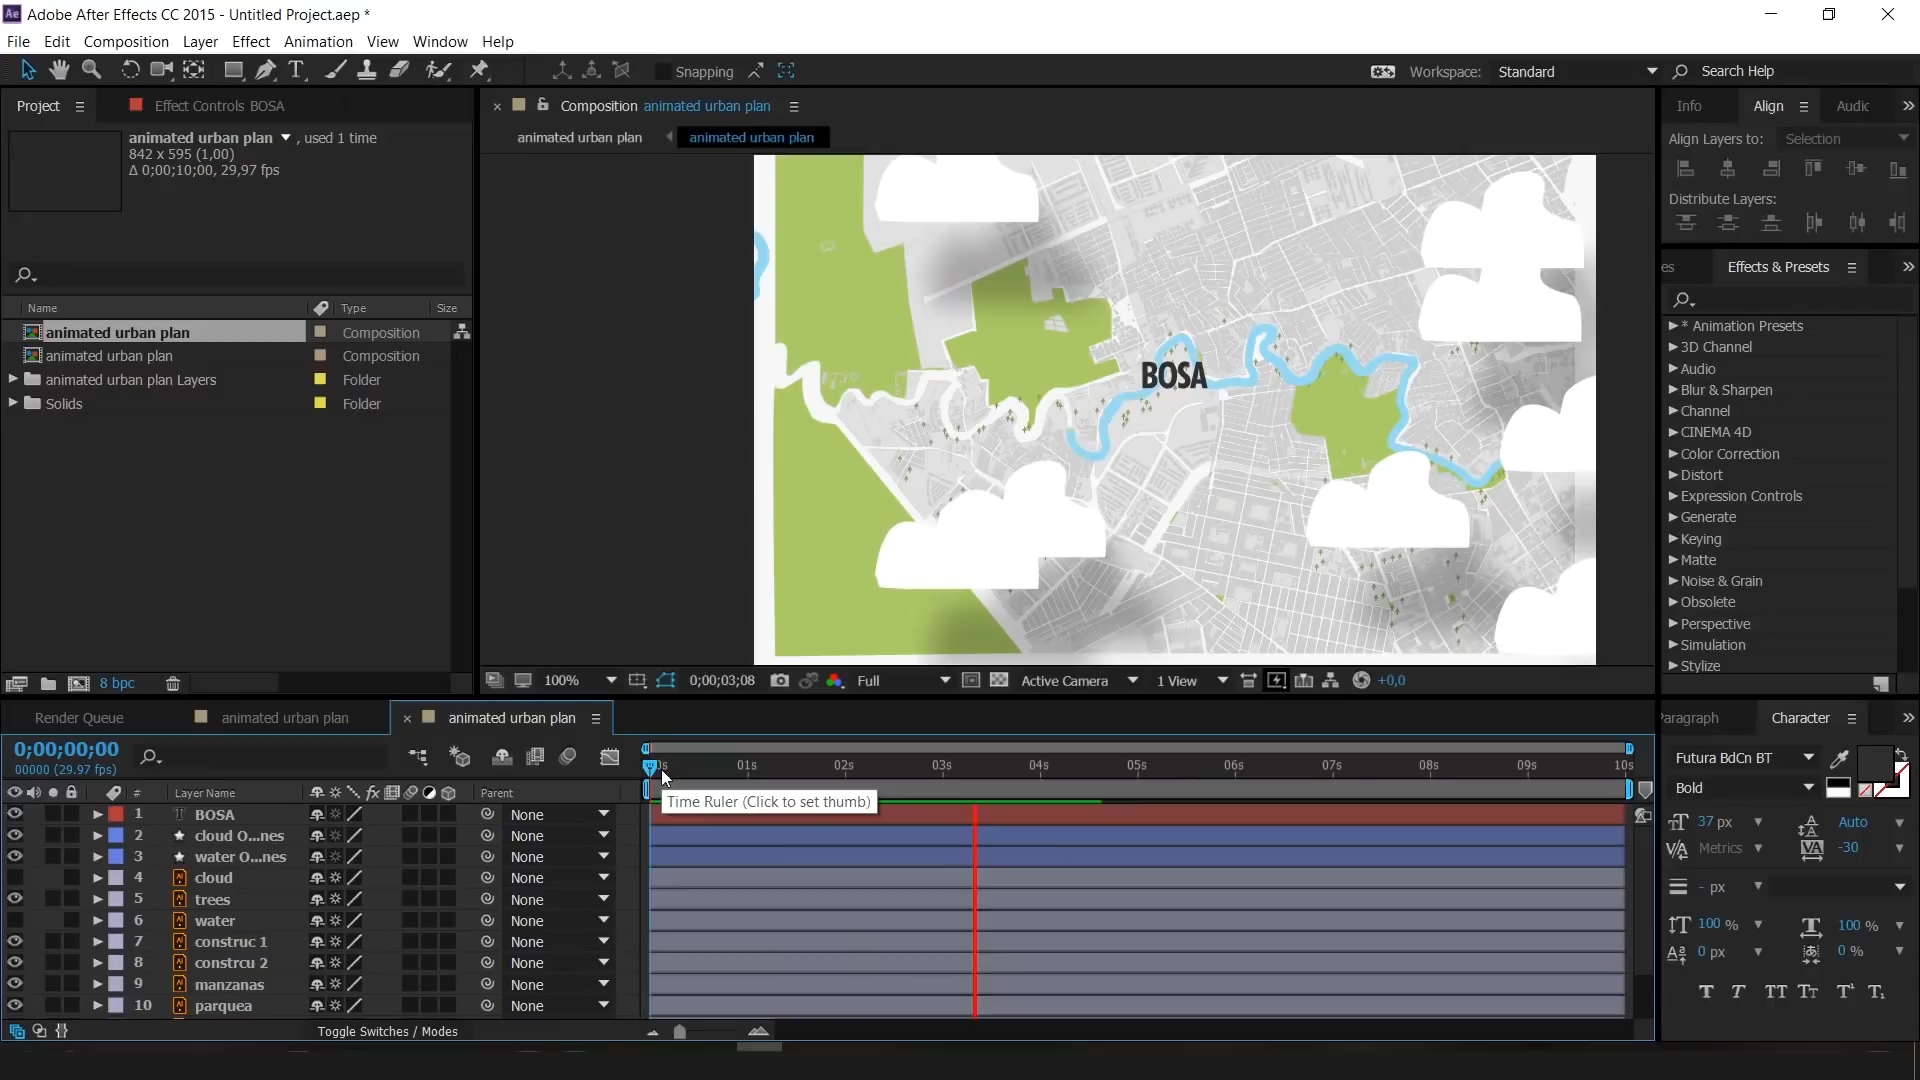 Adobe After Effects CC 2015 - Untitled Project.aep *
File Edit Composition Layer Effect Animation View Window Help
Snapping
Workspace: Standard
Search Help
Project
Effect Controls BOSA
animated urban plan , used 1 time
842 x 595 (1,00)
Δ 0;00;10;00, 29,97 fps
Name Type Size
animated urban plan Composition
animated urban plan Composition
animated urban plan Layers Folder
Solids Folder
8 bpc
Composition animated urban plan
animated urban plan animated urban plan
BOSA
100% 0;00;03;08 Full Active Camera 1 View +0,0
Info Align Audic
Align Layers to: Selection
Distribute Layers:
es Effects & Presets
* Animation Presets
3D Channel
Audio
Blur & Sharpen
Channel
CINEMA 4D
Color Correction
Distort
Expression Controls
Generate
Keying
Matte
Noise & Grain
Obsolete
Perspective
Simulation
Stylize
Render Queue animated urban plan animated urban plan
0;00;00;00
00000 (29.97 fps)
0s 01s 02s 03s 04s 05s 06s 07s 08s 09s 10s
# Layer Name fx Parent
Time Ruler (Click to set thumb)
1 T BOSA None
2 cloud O...nes None
3 water O...nes None
4 cloud None
5 trees None
6 water None
7 construc 1 None
8 constrcu 2 None
9 manzanas None
10 parquea None
Toggle Switches / Modes
Paragraph Character
Futura BdCn BT
Bold
37 px Auto
Metrics -30
- px
100 % 100 %
0 px 0 %
T T TT Tt T¹ T₁